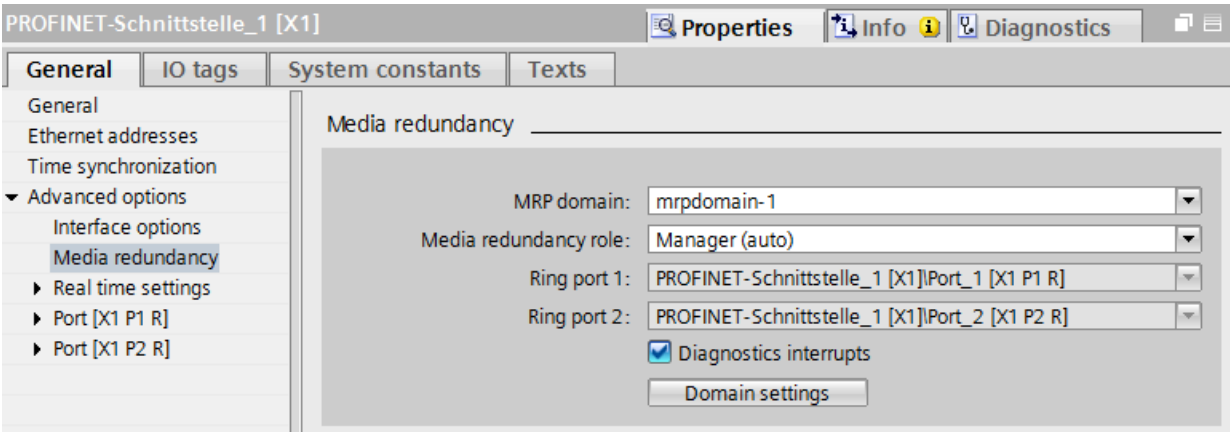 PROFINET-Schnittstelle_1 [X1]
Properties
Info
Diagnostics
General
IO tags
System constants
Texts
General
Ethernet addresses
Time synchronization
Advanced options
Interface options
Media redundancy
Real time settings
Port [X1 P1 R]
Port [X1 P2 R]
Media redundancy
MRP domain: mrpdomain-1
Media redundancy role: Manager (auto)
Ring port 1: PROFINET-Schnittstelle_1 [X1]\Port_1 [X1 P1 R]
Ring port 2: PROFINET-Schnittstelle_1 [X1]\Port_2 [X1 P2 R]
Diagnostics interrupts
Domain settings